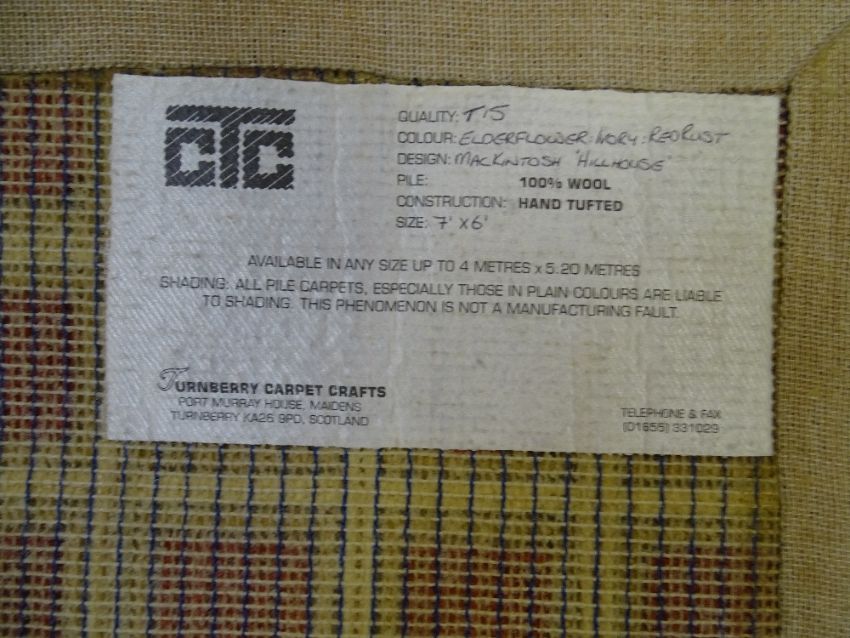 CTC
QUALITY: T15
COLOUR: ELDERFLOWER: IVORY: RED RUST
DESIGN: MACKINTOSH 'HILLHOUSE'
PILE: 100% WOOL
CONSTRUCTION: HAND TUFTED
SIZE: 7' X 6'
AVAILABLE IN ANY SIZE UP TO 4 METRES x 5.20 METRES
SHADING: ALL PILE CARPETS, ESPECIALLY THOSE IN PLAIN COLOURS ARE LIABLE
TO SHADING. THIS PHENOMENON IS NOT A MANUFACTURING FAULT.
TURNBERRY CARPET CRAFTS
PORT MURRAY HOUSE, MAIDENS
TURNBERRY KA26 9PD, SCOTLAND
TELEPHONE & FAX
(01655) 331029